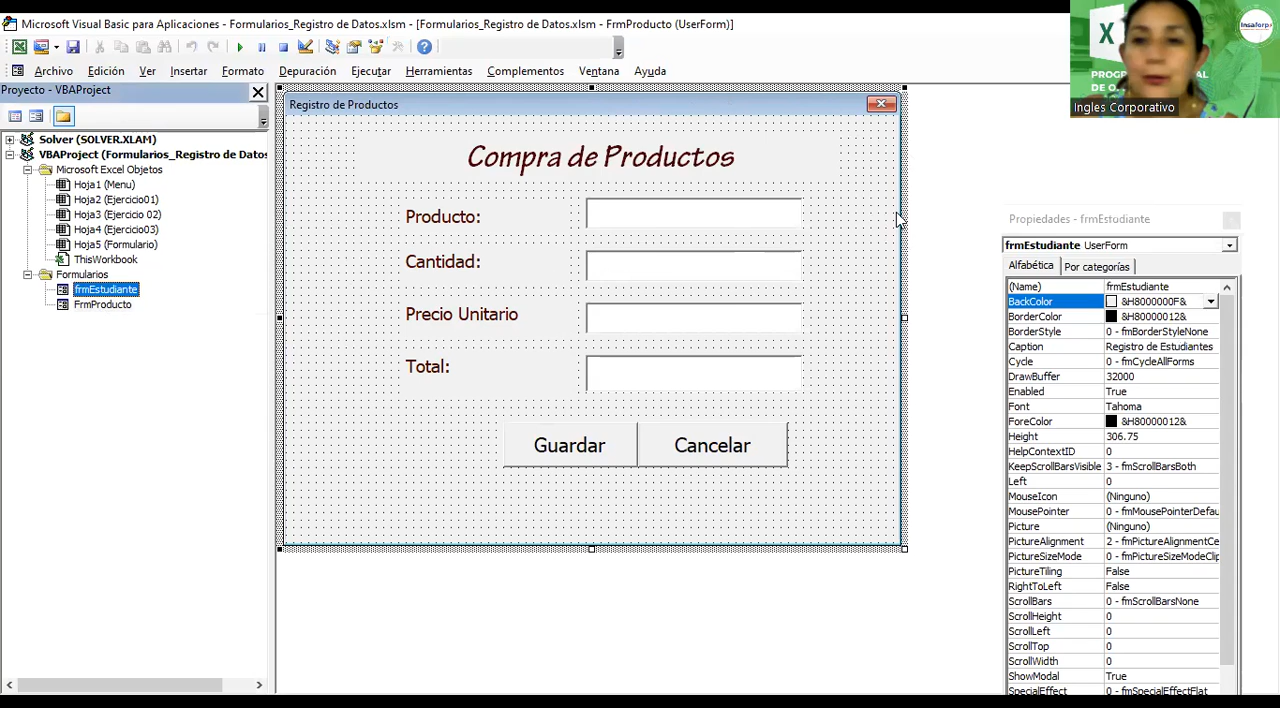 Microsoft Visual Basic para Aplicaciones - Formularios_Registro de Datos.xlsm - [Formularios_Registro de Datos.xlsm - FrmProducto (UserForm)]
Archivo Edición Ver Insertar Formato Depuración Ejecutar Herramientas Complementos Ventana Ayuda
Proyecto - VBAProject
Solver (SOLVER.XLAM)
VBAProject (Formularios_Registro de Datos
Microsoft Excel Objetos
Hoja1 (Menu)
Hoja2 (Ejercicio01)
Hoja3 (Ejercicio 02)
Hoja4 (Ejercicio03)
Hoja5 (Formulario)
ThisWorkbook
Formularios
frmEstudiante
FrmProducto
Registro de Productos
Compra de Productos
Producto:
Cantidad:
Precio Unitario
Total:
Guardar
Cancelar
X
Insaforp
PROG
AL
DE O
Ingles Corporativo
Propiedades - frmEstudiante
frmEstudiante UserForm
Alfabética Por categorías
(Name) frmEstudiante
BackColor &H8000000F&
BorderColor &H80000012&
BorderStyle 0 - fmBorderStyleNone
Caption Registro de Estudiantes
Cycle 0 - fmCycleAllForms
DrawBuffer 32000
Enabled True
Font Tahoma
ForeColor &H80000012&
Height 306.75
HelpContextID 0
KeepScrollBarsVisible 3 - fmScrollBarsBoth
Left 0
MouseIcon (Ninguno)
MousePointer 0 - fmMousePointerDefau
Picture (Ninguno)
PictureAlignment 2 - fmPictureAlignmentCe
PictureSizeMode 0 - fmPictureSizeModeClip
PictureTiling False
RightToLeft False
ScrollBars 0 - fmScrollBarsNone
ScrollHeight 0
ScrollLeft 0
ScrollTop 0
ScrollWidth 0
ShowModal True
SpecialEffect 0 - fmSpecialEffectFlat